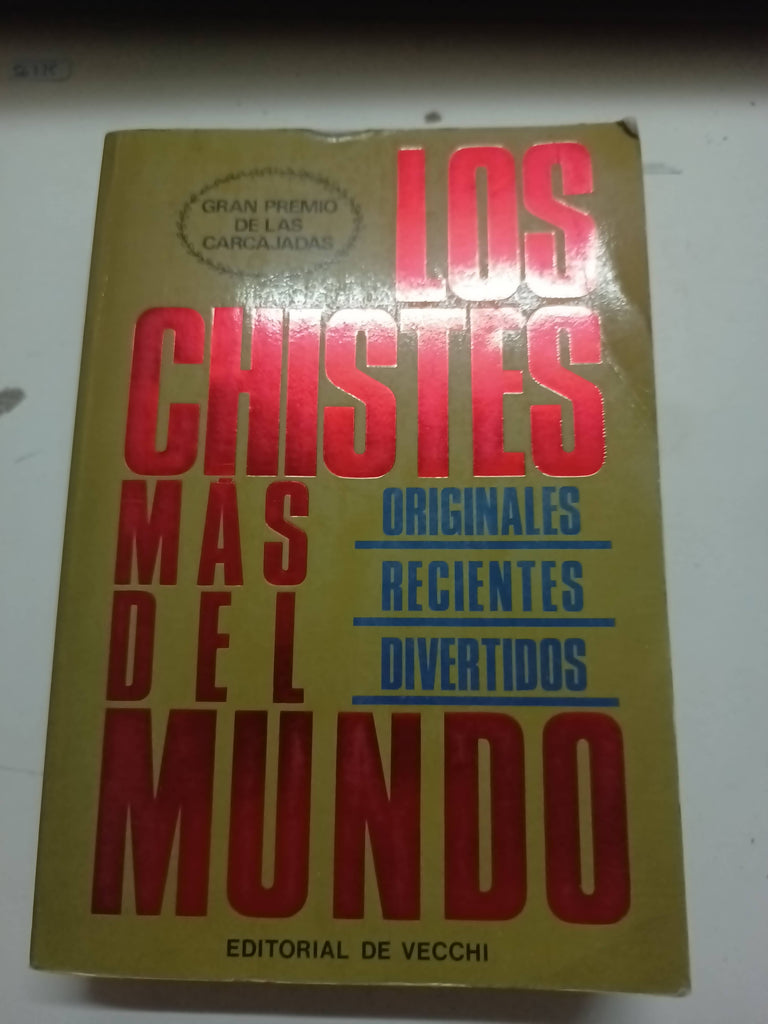 GRAN PREMIO
DE LAS
CARCAJADAS
LOS
CHISTES
MÁS
DEL
ORIGINALES
RECIENTES
DIVERTIDOS
MUNDO
EDITORIAL DE VECCHI